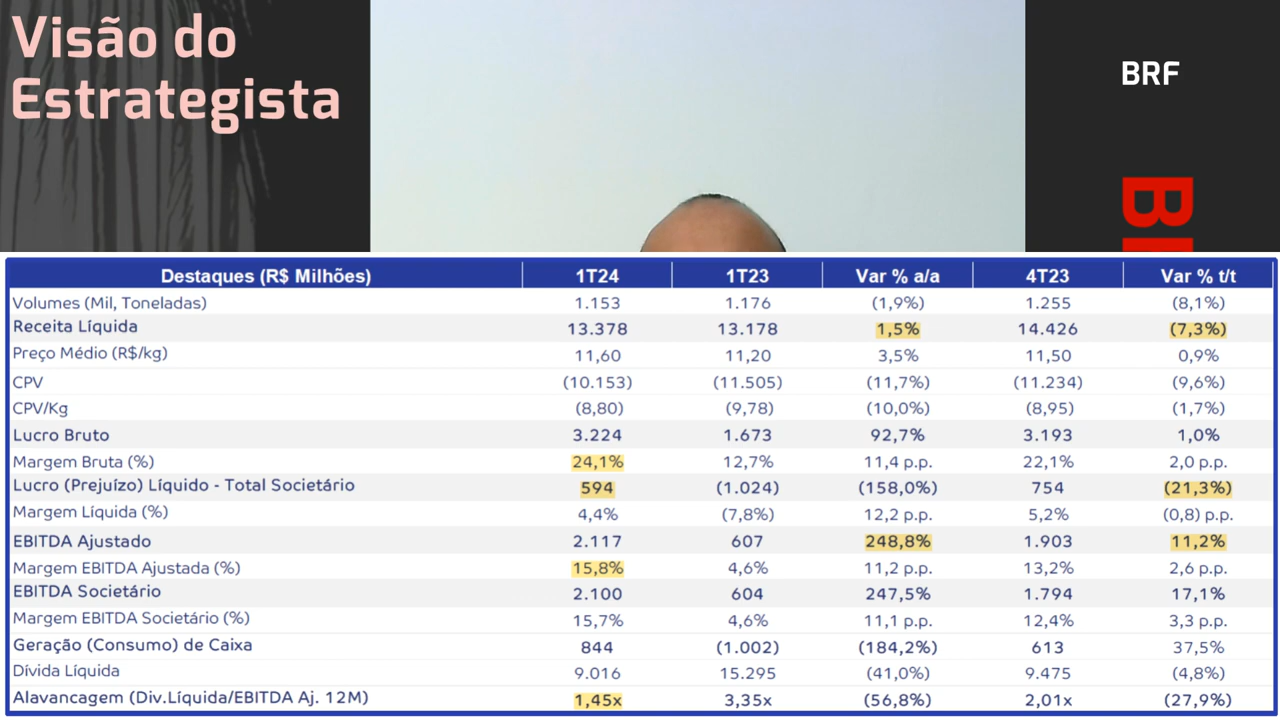 Visão do
Estrategista
BRF
Destaques (R$ Milhões) 1T24 1T23 Var % a/a 4T23 Var % t/t
Volumes (Mil, Toneladas) 1.153 1.176 (1,9%) 1.255 (8,1%)
Receita Líquida 13.378 13.178 1,5% 14.426 (7,3%)
Preço Médio (R$/kg) 11,60 11,20 3,5% 11,50 0,9%
CPV (10.153) (11.505) (11,7%) (11.234) (9,6%)
CPV/Kg (8,80) (9,78) (10,0%) (8,95) (1,7%)
Lucro Bruto 3.224 1.673 92,7% 3.193 1,0%
Margem Bruta (%) 24,1% 12,7% 11,4 p.p. 22,1% 2,0 p.p.
Lucro (Prejuízo) Líquido - Total Societário 594 (1.024) (158,0%) 754 (21,3%)
Margem Líquida (%) 4,4% (7,8%) 12,2 p.p. 5,2% (0,8) p.p.
EBITDA Ajustado 2.117 607 248,8% 1.903 11,2%
Margem EBITDA Ajustada (%) 15,8% 4,6% 11,2 p.p. 13,2% 2,6 p.p.
EBITDA Societário 2.100 604 247,5% 1.794 17,1%
Margem EBITDA Societário (%) 15,7% 4,6% 11,1 p.p. 12,4% 3,3 p.p.
Geração (Consumo) de Caixa 844 (1.002) (184,2%) 613 37,5%
Dívida Líquida 9.016 15.295 (41,0%) 9.475 (4,8%)
Alavancagem (Div.Líquida/EBITDA Aj. 12M) 1,45x 3,35x (56,8%) 2,01x (27,9%)